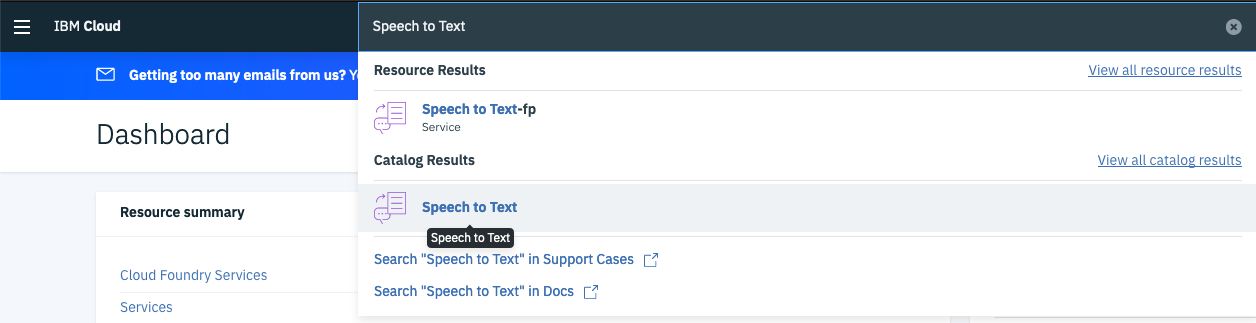 IBM Cloud
Speech to Text
Getting too many emails from us?
Resource Results
View all resource results
Speech to Text-fp
Service
Dashboard
Catalog Results
View all catalog results
Resource summary
Speech to Text
Speech to Text
Search "Speech to Text" in Support Cases
Cloud Foundry Services
Search "Speech to Text" in Docs
Services